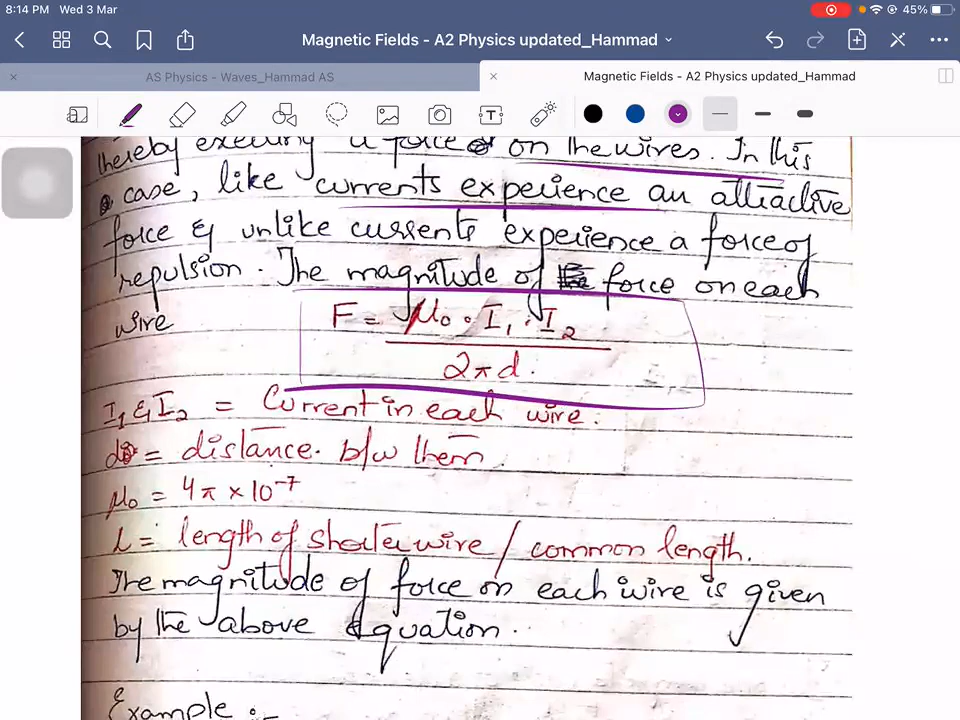 8:14 PM Wed 3 Mar
45%
Magnetic Fields - A2 Physics updated_Hammad
AS Physics - Waves_Hammad AS
Magnetic Fields - A2 Physics updated_Hammad
thereby exerting a force on the wires. In this
case, like currents experience an attractive
force & unlike currents experience a force of
repulsion. The magnitude of force on each
wire
F = μ₀ · I₁ · I₂ / 2πd.
I₁ & I₂ = Current in each wire.
d = distance b/w them
μ₀ = 4π × 10⁻⁷
L = length of shorter wire / common length.
The magnitude of force on each wire is given
by the above Equation.
Example :-